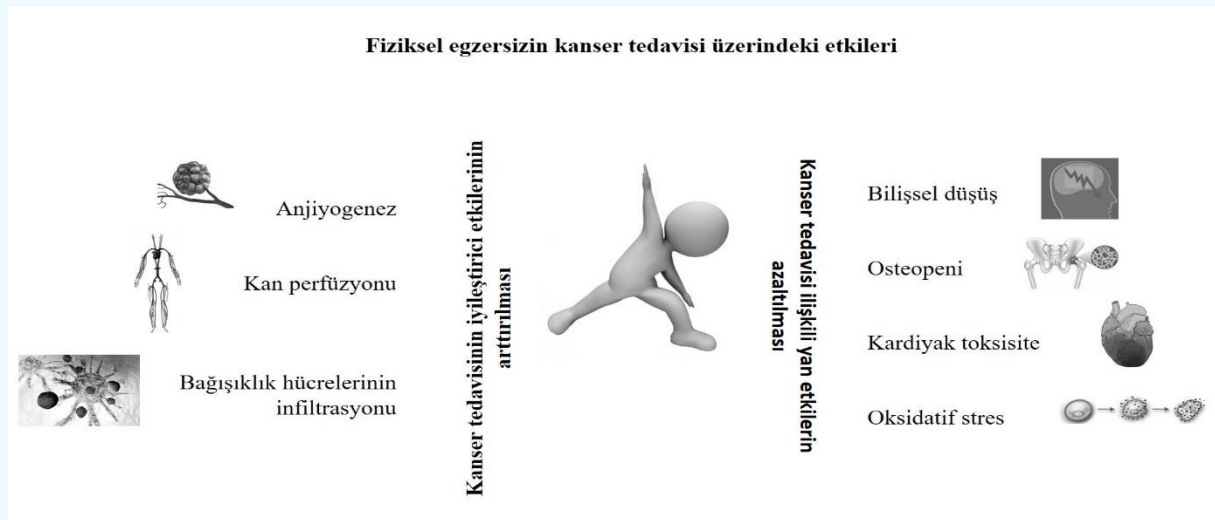 Fiziksel egzersizin kanser tedavisi üzerindeki etkileri
Anjiyogenez
Kan perfüzyonu
Bağışıklık hücrelerinin
infiltrasyonu
Kanser tedavisinin iyileştirici etkilerinin
arttırılması
Kanser tedavisi ilişkili yan etkilerin
azaltılması
Bilişsel düşüş
Osteopeni
Kardiyak toksisite
Oksidatif stres